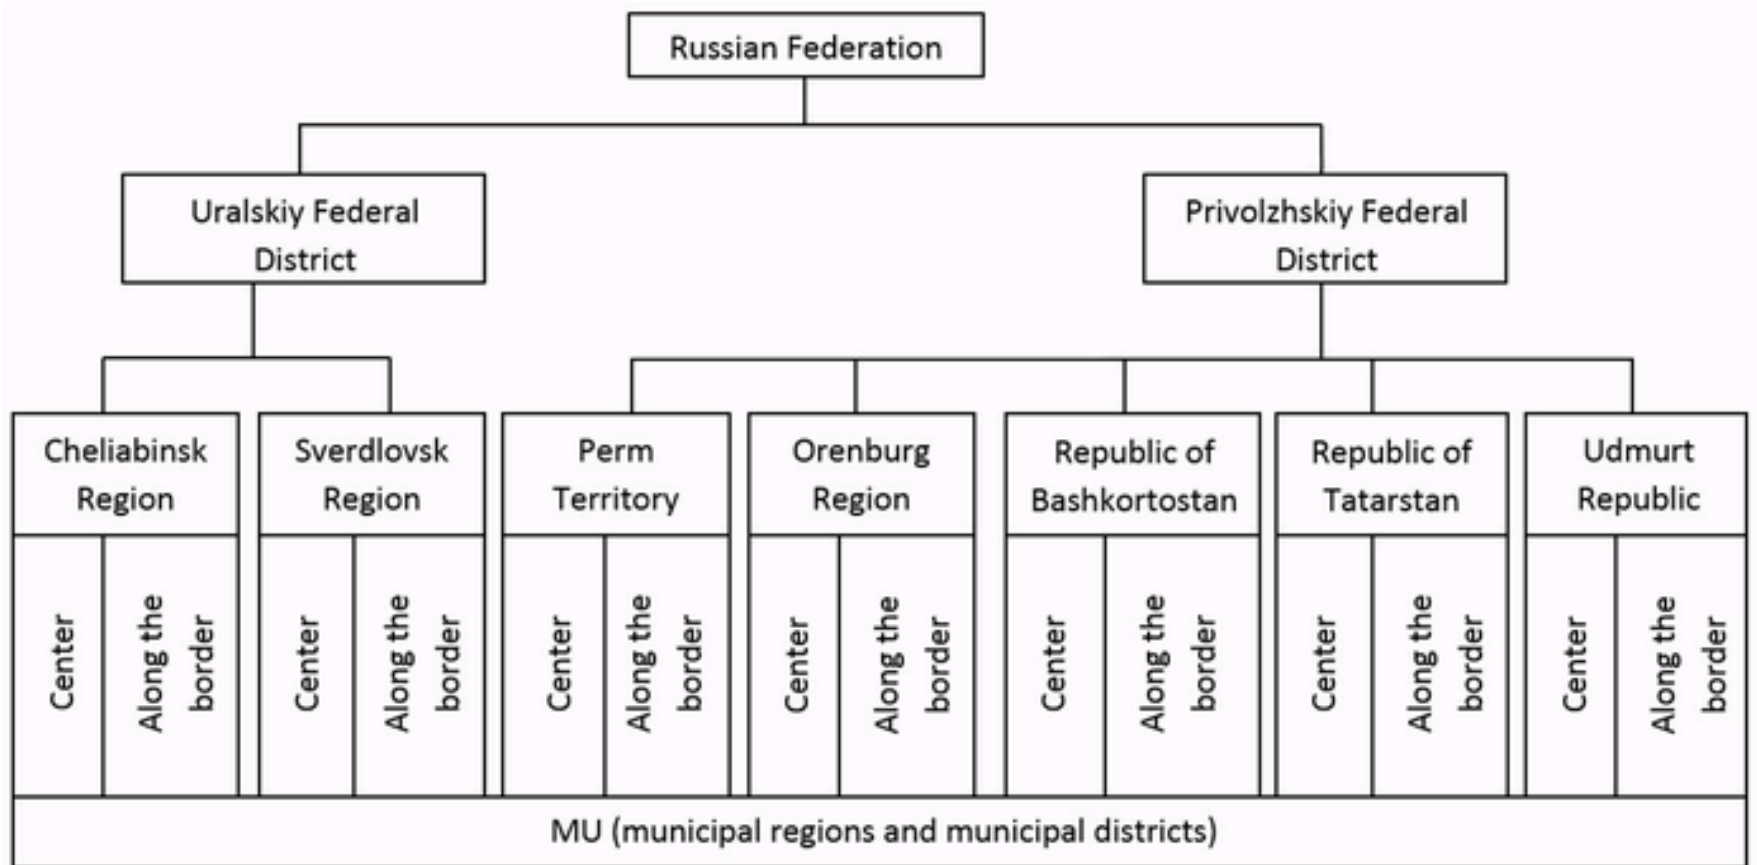 Russian Federation
Uralskiy Federal
District
Privolzhskiy Federal
District
Cheliabinsk
Region
Sverdlovsk
Region
Perm
Territory
Orenburg
Region
Republic of
Bashkortostan
Republic of
Tatarstan
Udmurt
Republic
Center
Along the
border
Center
Along the
border
Center
Along the
border
Center
Along the
border
Center
Along the
border
Center
Along the
border
Center
Along the
border
MU (municipal regions and municipal districts)